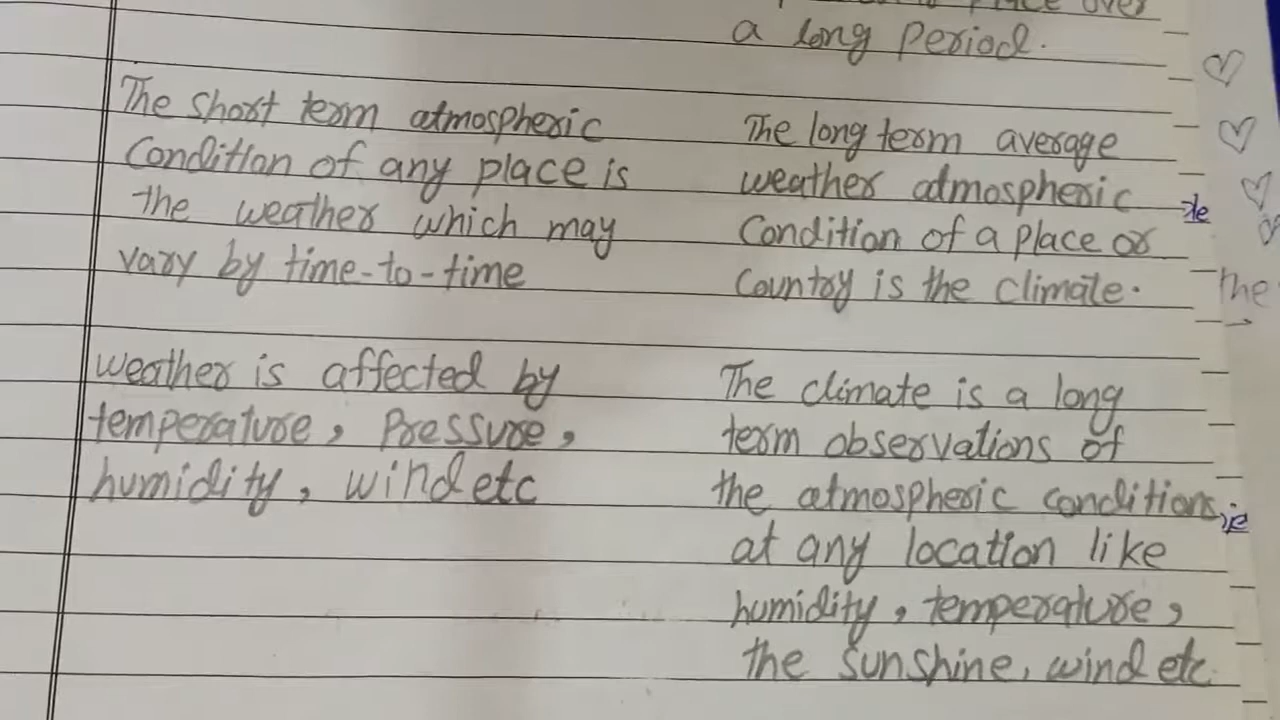 place over
a long period.
The short term atmospheric
Condition of any place is
the weather which may
vary by time-to-time
The long term average
weather atmospheric
Condition of a place or
Country is the climate.
weather is affected by
temperature, Pressure,
humidity, wind etc
The climate is a long
term observations of
the atmospheric conditions,
at any location like
humidity, temperature,
the sunshine, wind etc.
The